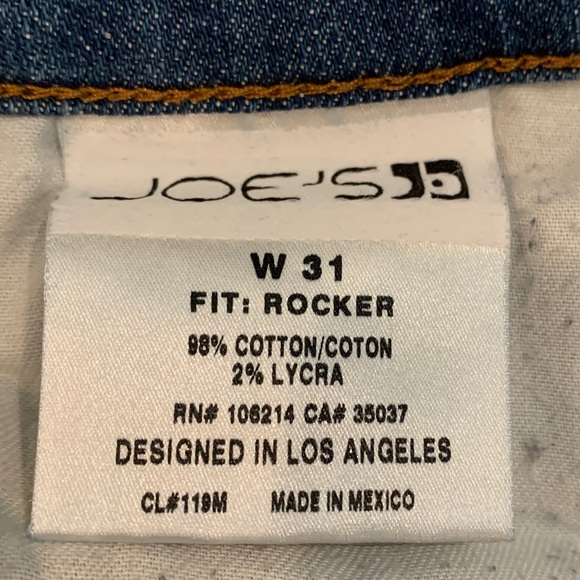 JOE'S
W 31
FIT: ROCKER
98% COTTON/COTON
2% LYCRA
RN# 106214 CA# 35037
DESIGNED IN LOS ANGELES
CL#119M MADE IN MEXICO